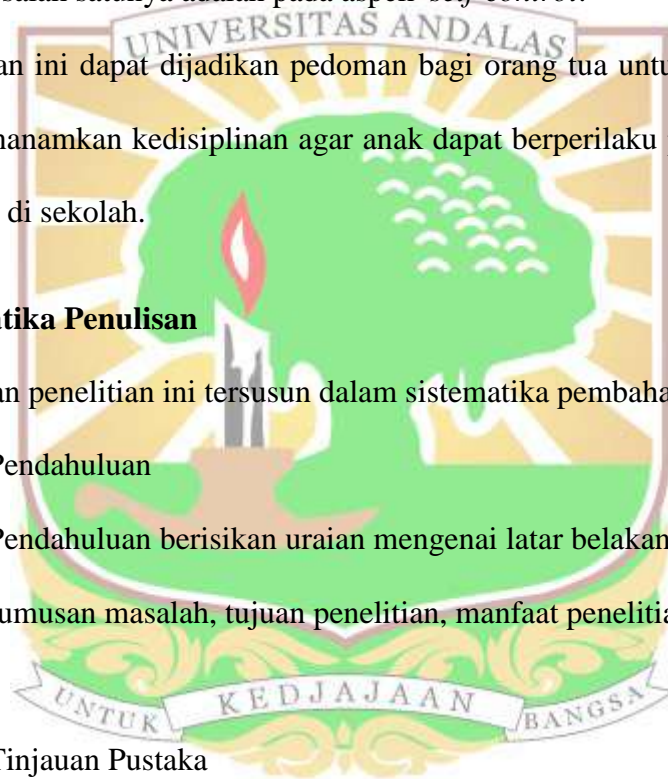 salah satunya adalah pada aspek self-control.
UNIVERSITAS ANDALAS
an ini dapat dijadikan pedoman bagi orang tua untu
nanamkan kedisiplinan agar anak dapat berperilaku
di sekolah.
tika Penulisan
an penelitian ini tersusun dalam sistematika pembaha
Pendahuluan
Pendahuluan berisikan uraian mengenai latar belakan
umusan masalah, tujuan penelitian, manfaat penelitia
UNTUK KEDJAJAAN BANGSA
Tinjauan Pustaka